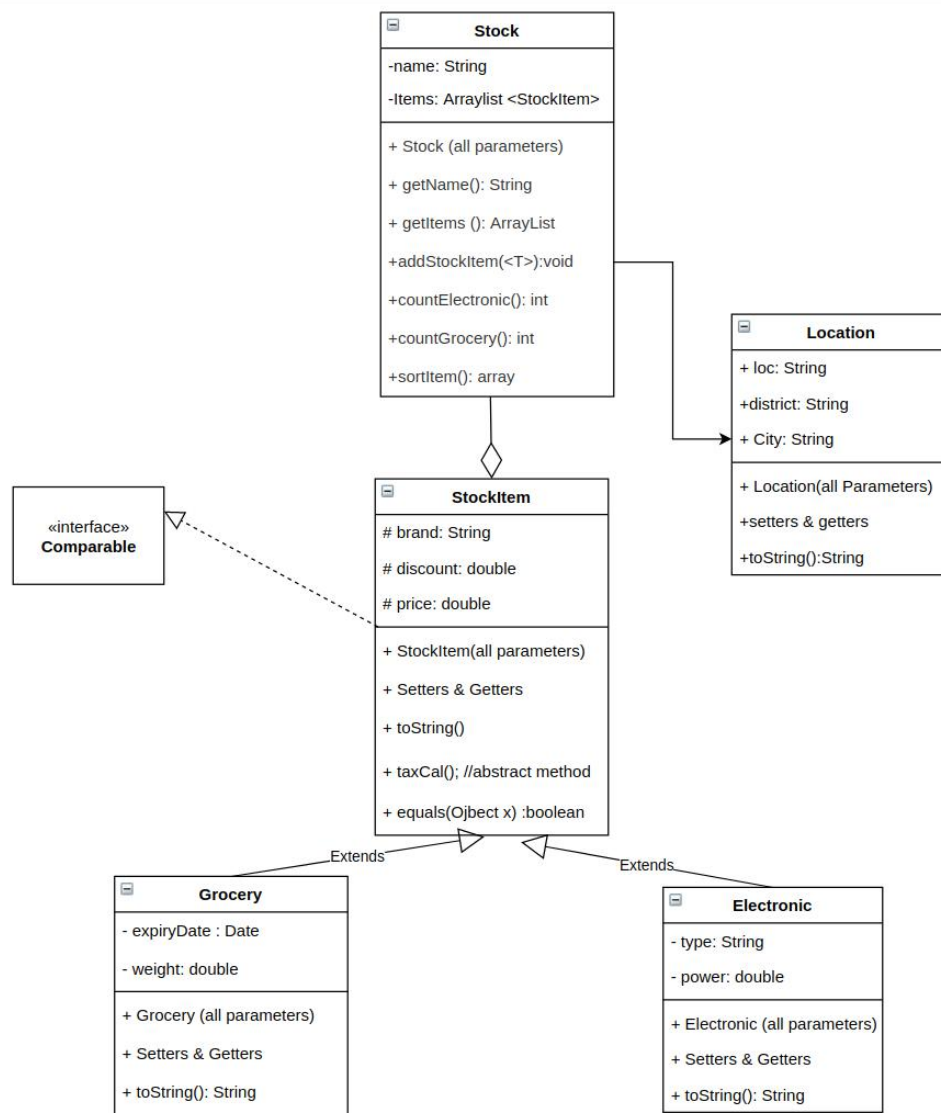 Stock
-name: String
-Items: Arraylist <StockItem>
+ Stock (all parameters)
+ getName(): String
+ getItems (): ArrayList
+addStockItem(<T>):void
+countElectronic(): int
+countGrocery(): int
+sortItem(): array
Location
+ loc: String
+district: String
+ City: String
+ Location(all Parameters)
+setters & getters
+toString():String
«interface»
Comparable
StockItem
# brand: String
# discount: double
# price: double
+ StockItem(all parameters)
+ Setters & Getters
+ toString()
+ taxCal(); //abstract method
+ equals(Ojbect x) :boolean
Extends
Extends
Grocery
- expiryDate : Date
- weight: double
+ Grocery (all parameters)
+ Setters & Getters
+ toString(): String
Electronic
- type: String
- power: double
+ Electronic (all parameters)
+ Setters & Getters
+ toString(): String